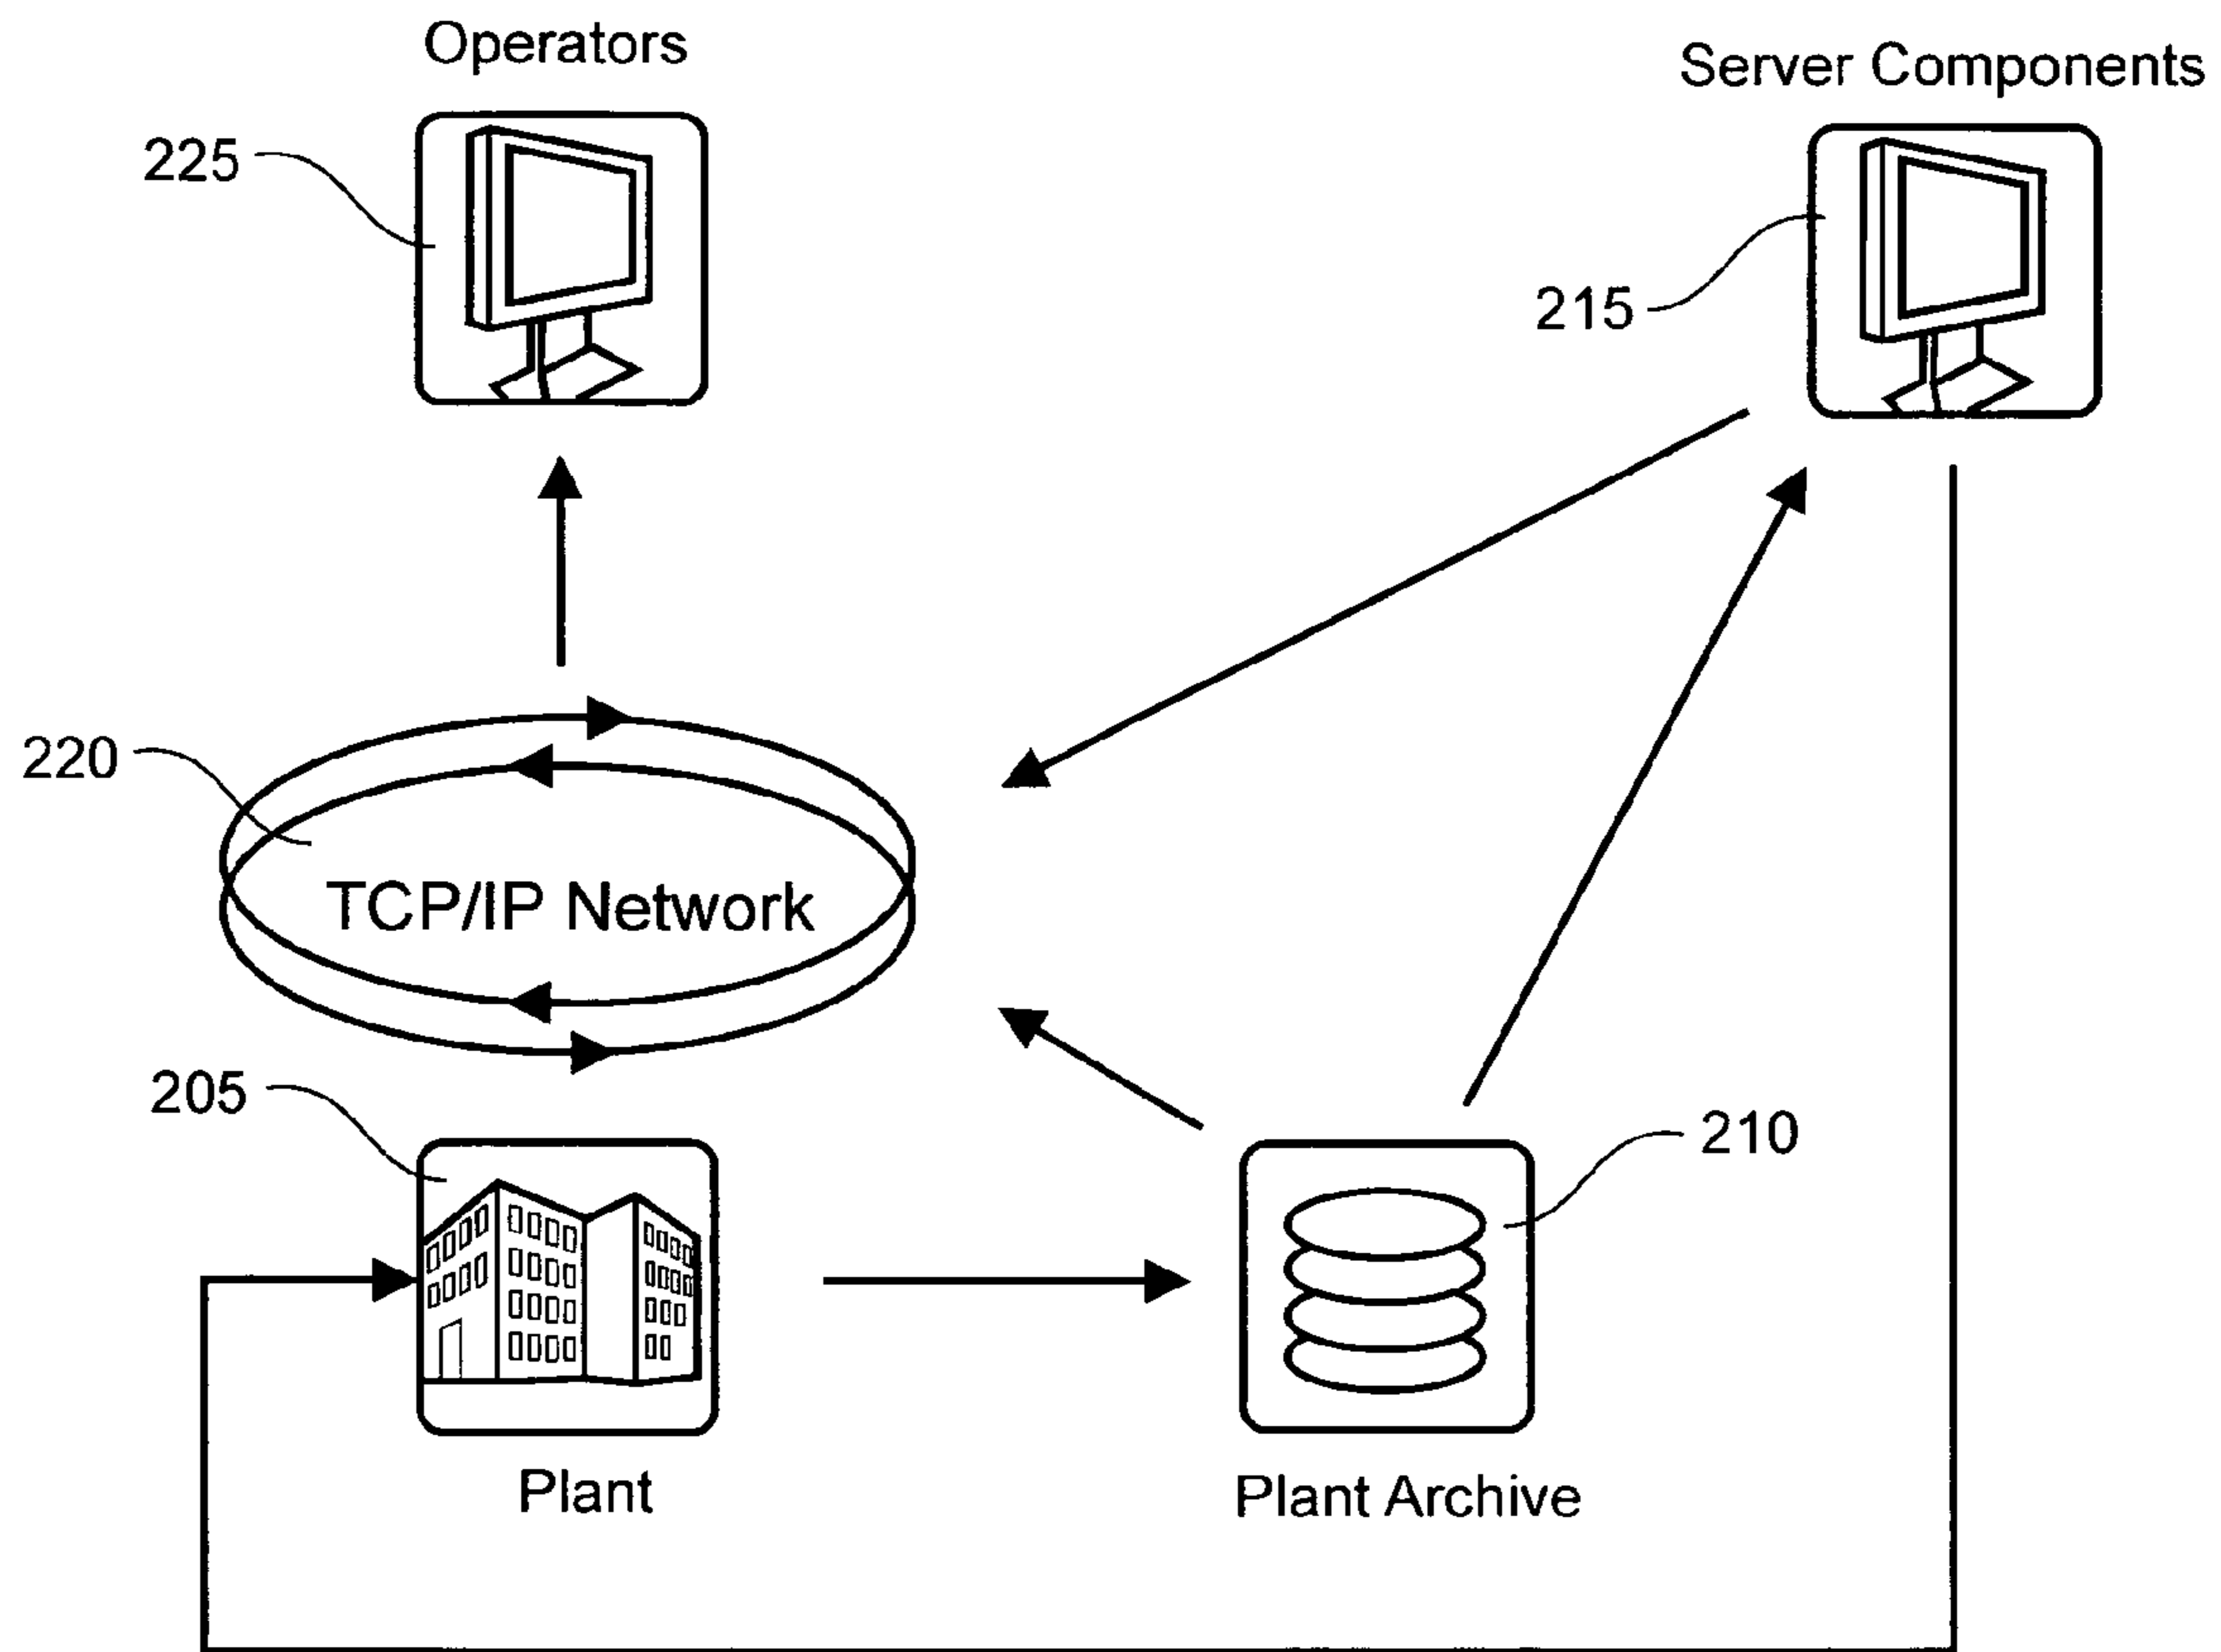 Operators
Server Components
225
215
220
TCP/IP Network
205
210
Plant
Plant Archive